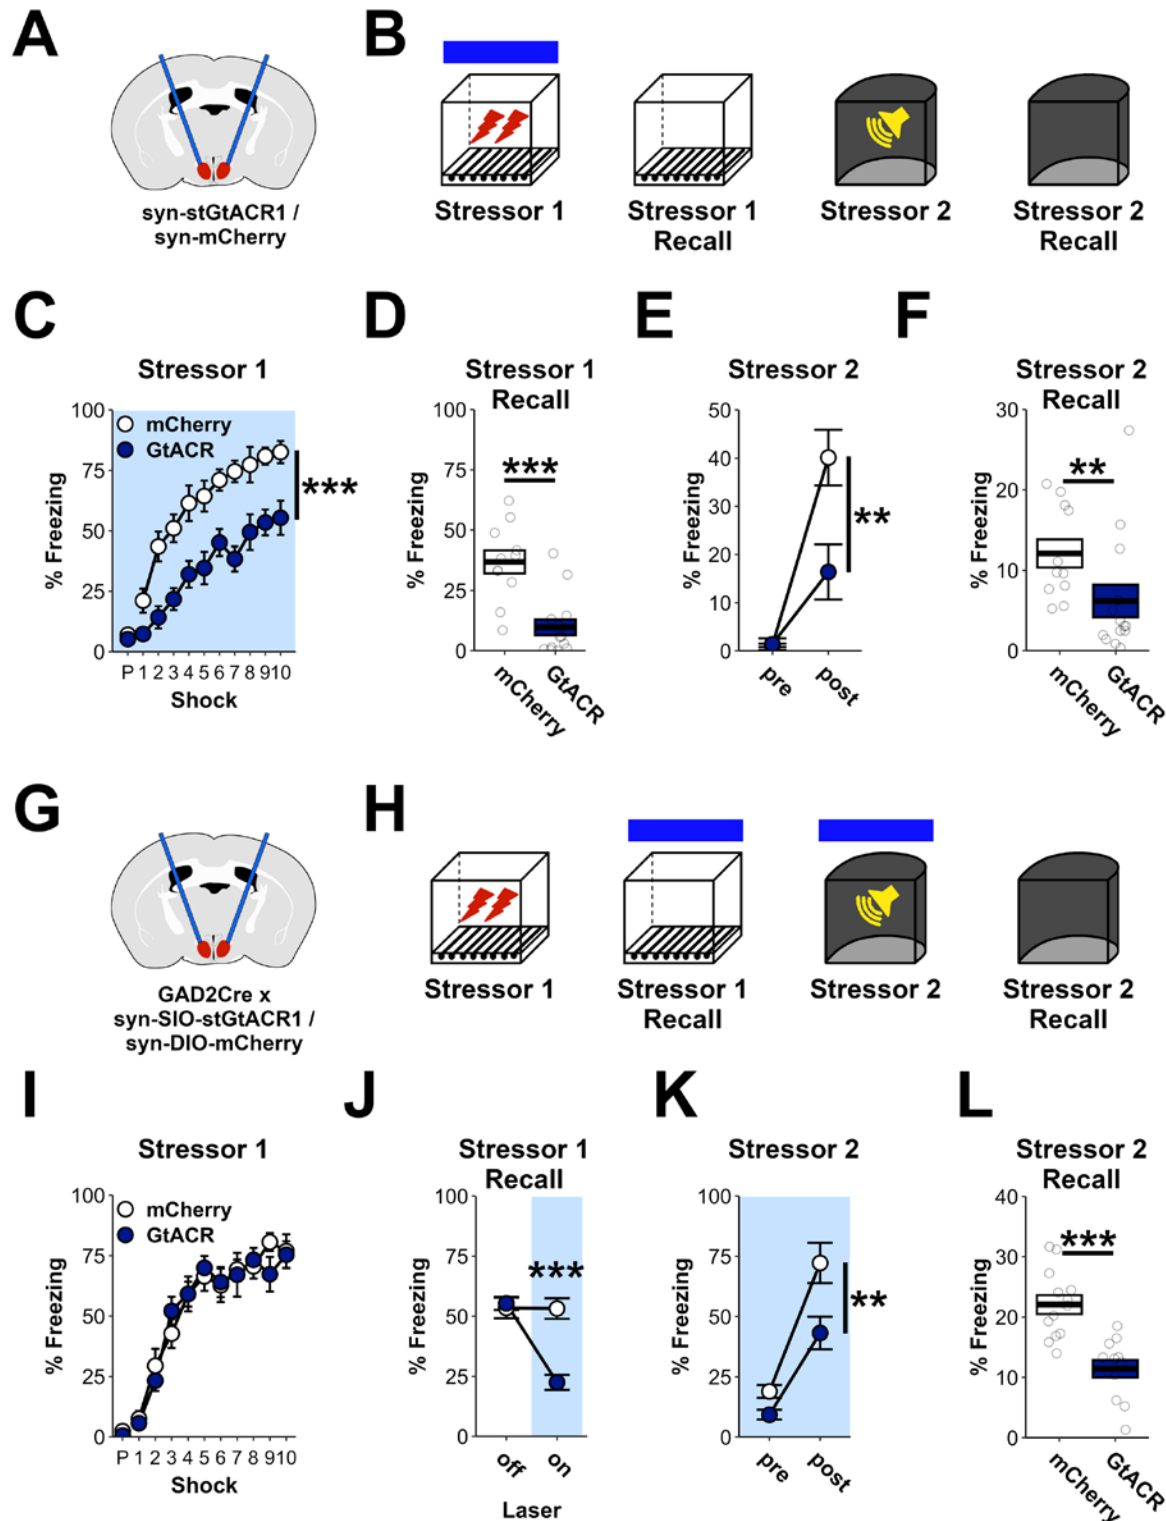 A
B
syn-stGtACR1 /
syn-mCherry
Stressor 1
Stressor 1
Recall
Stressor 2
Stressor 2
Recall
C
D
E
F
Stressor 1
100
75
50
25
0
% Freezing
mCherry
GtACR
***
P 1 2 3 4 5 6 7 8 9 10
Shock
Stressor 1
Recall
100
75
50
25
0
% Freezing
***
mCherry
GtACR
Stressor 2
50
40
30
20
10
0
% Freezing
**
pre
post
Stressor 2
Recall
30
20
10
0
% Freezing
**
mCherry
GtACR
G
H
GAD2Cre x
syn-SIO-stGtACR1 /
syn-DIO-mCherry
Stressor 1
Stressor 1
Recall
Stressor 2
Stressor 2
Recall
I
J
K
L
Stressor 1
100
75
50
25
0
% Freezing
mCherry
GtACR
P 1 2 3 4 5 6 7 8 9 10
Shock
Stressor 1
Recall
100
75
50
25
0
% Freezing
***
off
on
Laser
Stressor 2
100
75
50
25
0
% Freezing
**
pre
post
Stressor 2
Recall
40
30
20
10
0
% Freezing
***
mCherry
GtACR